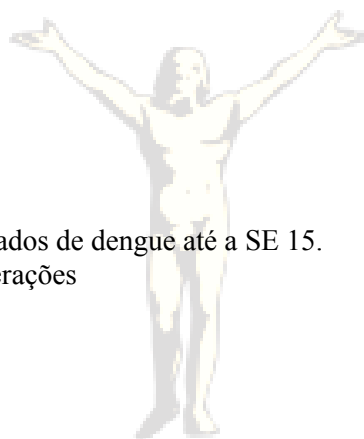 ados de dengue até a SE 15.
erações